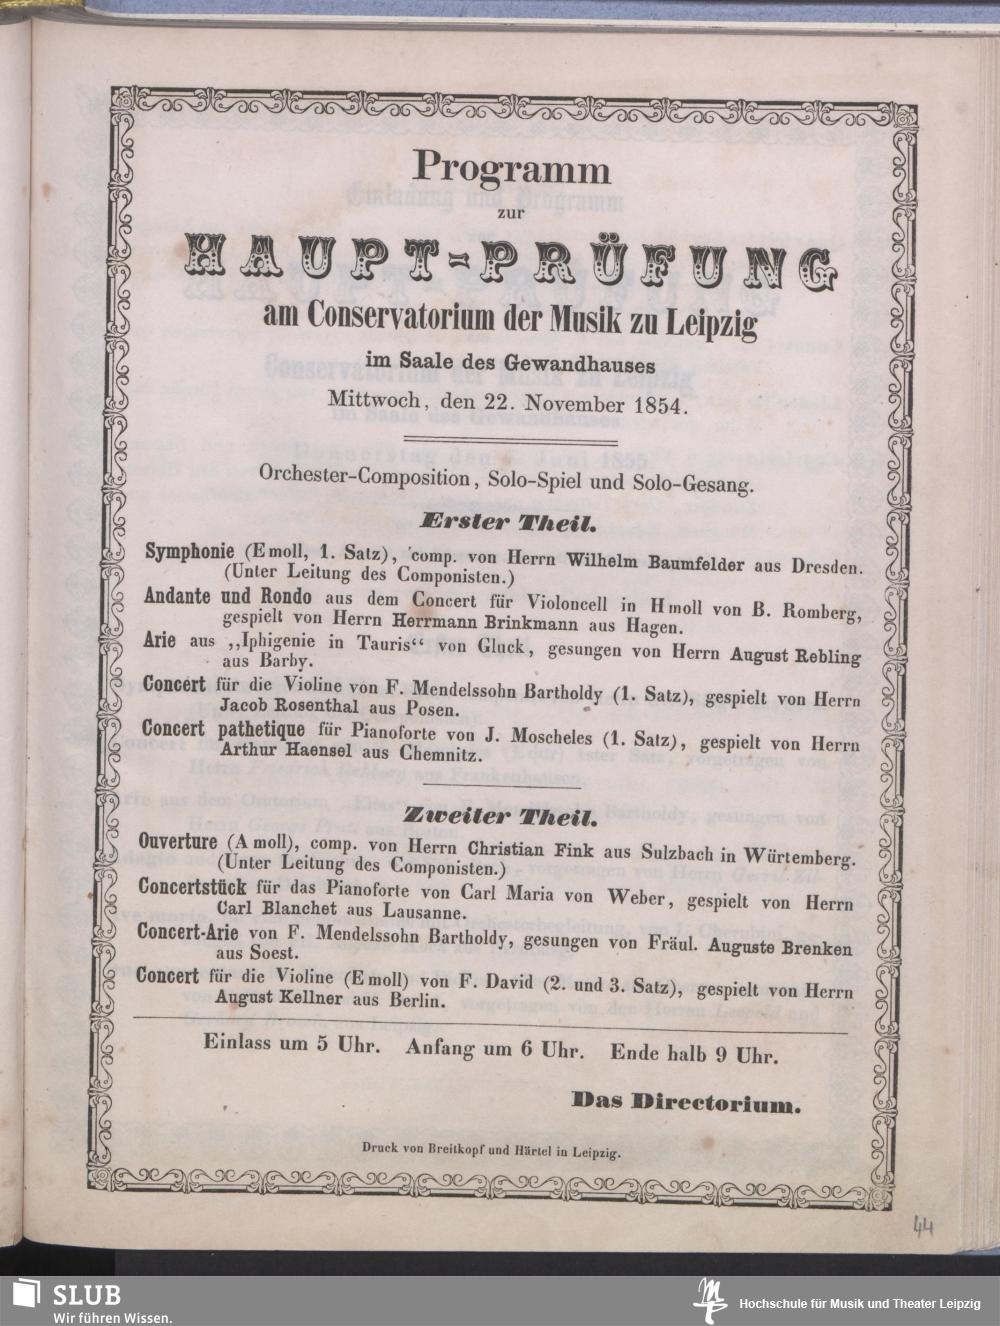 Programm
zur
HAUPT-PRÜFUNG
am Conservatorium der Musik zu Leipzig
im Saale des Gewandhauses
Mittwoch, den 22. November 1854.
Orchester-Composition, Solo-Spiel und Solo-Gesang.
Erster Theil.
Symphonie (E moll, 1. Satz), comp. von Herrn Wilhelm Baumfelder aus Dresden.
(Unter Leitung des Componisten.)
Andante und Rondo aus dem Concert für Violoncell in H moll von B. Romberg,
gespielt von Herrn Herrmann Brinkmann aus Hagen.
Arie aus „Iphigenie in Tauris“ von Gluck, gesungen von Herrn August Rebling
aus Barby.
Concert für die Violine von F. Mendelssohn Bartholdy (1. Satz), gespielt von Herrn
Jacob Rosenthal aus Posen.
Concert pathetique für Pianoforte von J. Moscheles (1. Satz), gespielt von Herrn
Arthur Haensel aus Chemnitz.
Zweiter Theil.
Ouverture (A moll), comp. von Herrn Christian Fink aus Sulzbach in Würtemberg.
(Unter Leitung des Componisten.)
Concertstück für das Pianoforte von Carl Maria von Weber, gespielt von Herrn
Carl Blanchet aus Lausanne.
Concert-Arie von F. Mendelssohn Bartholdy, gesungen von Fräul. Auguste Brenken
aus Soest.
Concert für die Violine (E moll) von F. David (2. und 3. Satz), gespielt von Herrn
August Kellner aus Berlin.
Einlass um 5 Uhr. Anfang um 6 Uhr. Ende halb 9 Uhr.
Das Directorium.
Druck von Breitkopf und Härtel in Leipzig.
44
SLUB
Wir führen Wissen.
Hochschule für Musik und Theater Leipzig